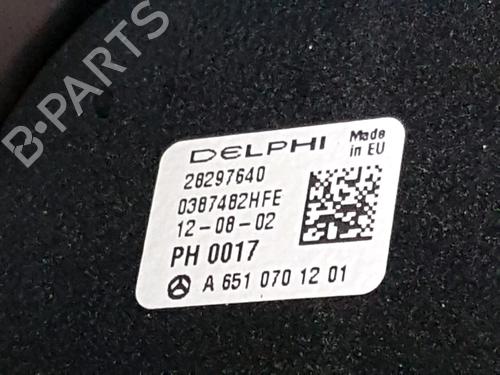 B-PARTS
DELPHI
Made
in EU
28297640
0387482HFE
12-08-02
PH 0017
A 651 070 12 01